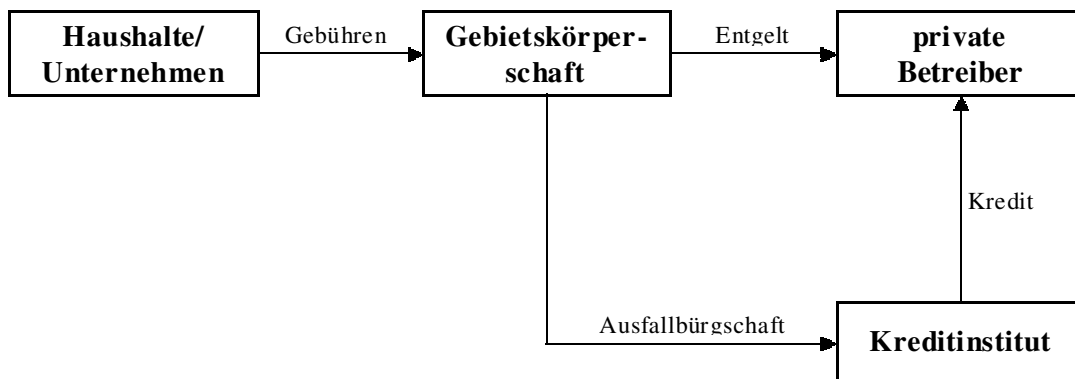 Haushalte/
Unternehmen
Gebühren
Gebietskörper-
schaft
Entgelt
private
Betreiber
Kredit
Ausfallbürgschaft
Kreditinstitut